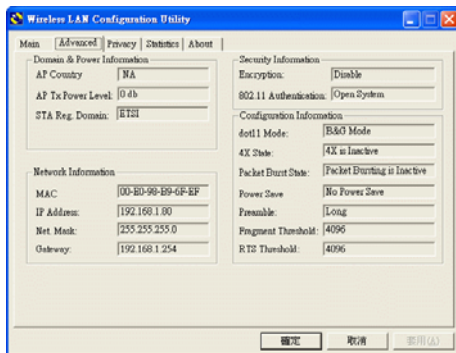 Wireless LAN Configuration Utility
Main Advanced Privacy Statistics About
Domain & Power Information
AP Country NA
AP Tx Power Level: 0 db
STA Reg. Domain: ETSI
Network Information
MAC 00-E0-98-B9-6F-EF
IP Address: 192.168.1.80
Net. Mask: 255.255.255.0
Gateway: 192.168.1.254
Security Information
Encryption: Disable
802.11 Authentication: Open System
Configuration Information
dot11 Mode: B&G Mode
4X State: 4X is Inactive
Packet Burst State: Packet Bursting is Inactive
Power Save No Power Save
Preamble: Long
Fragment Threshold: 4096
RTS Threshold: 4096
確定 取消 套用(A)